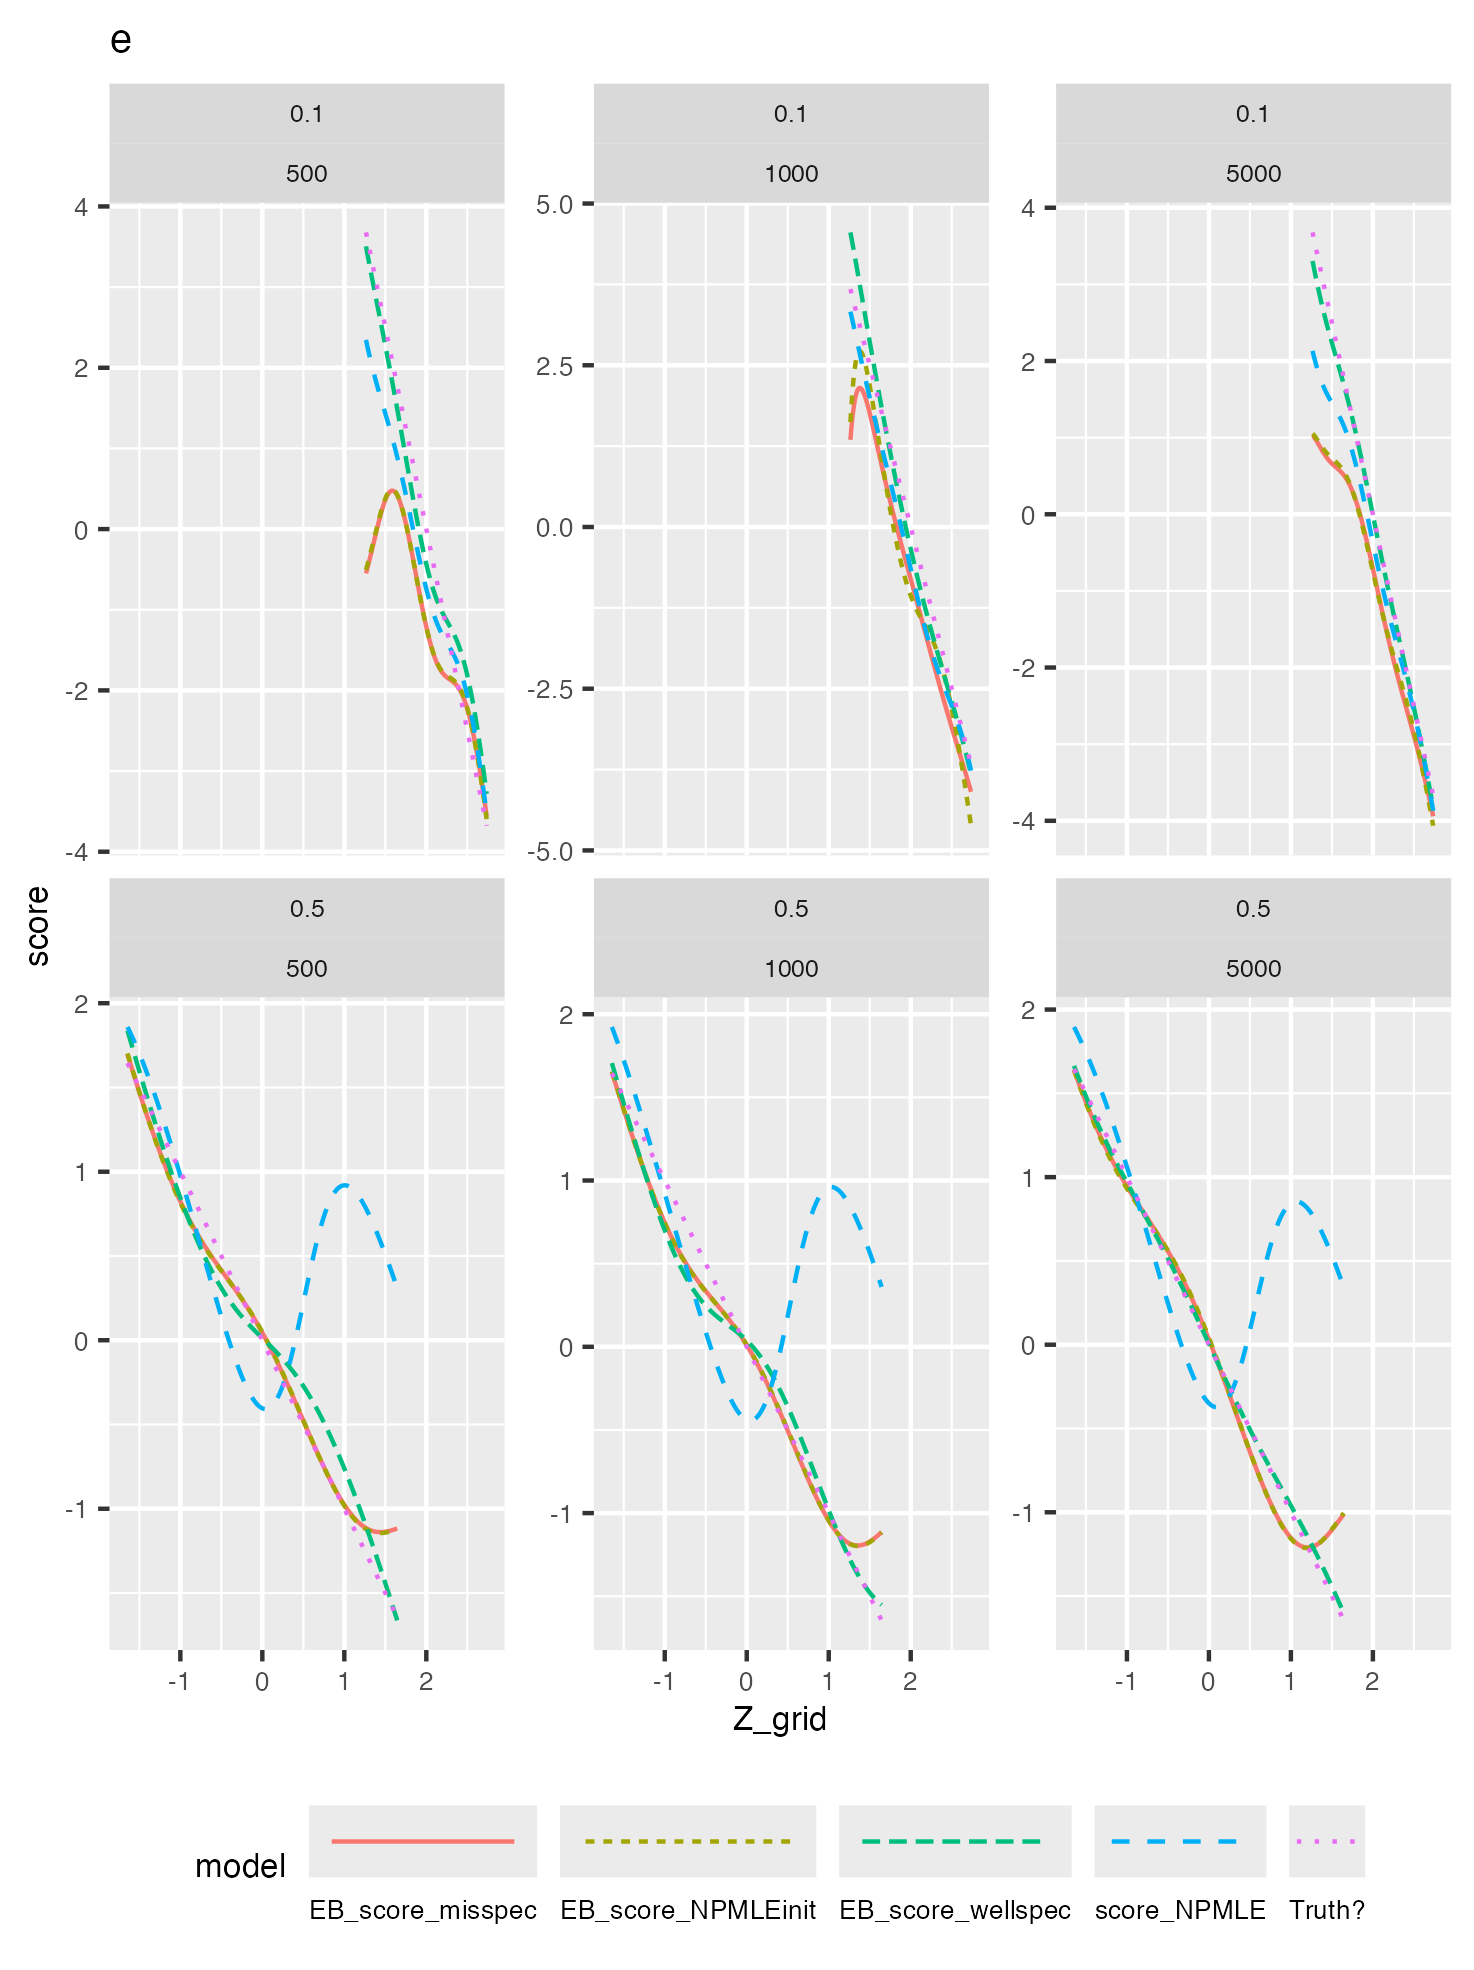 e
0.1 0.1 0.1
500 1000 5000
4 5.0 4
2 2.5 2
0 0.0 0
-2 -2.5 -2
-4 -5.0 -4
score
0.5 0.5 0.5
500 1000 5000
2 2 2
1 1 1
0 0 0
-1 -1 -1
-1 0 1 2 -1 0 1 2 -1 0 1 2
Z_grid
model
EB_score_misspec EB_score_NPMLEinit EB_score_wellspec score_NPMLE Truth?